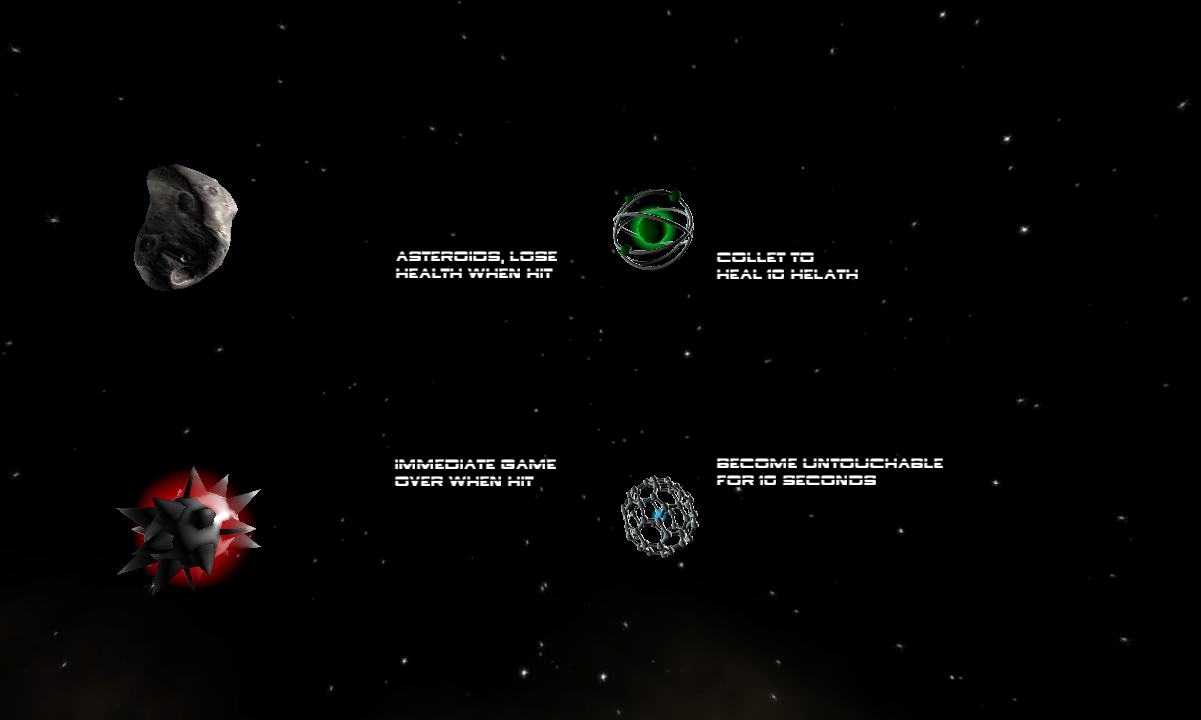 ASTEROIDS, LOSE
HEALTH WHEN HIT
COLLET TO
HEAL 10 HELATH
IMMEDIATE GAME
OVER WHEN HIT
BECOME UNTOUCHABLE
FOR 10 SECONDS